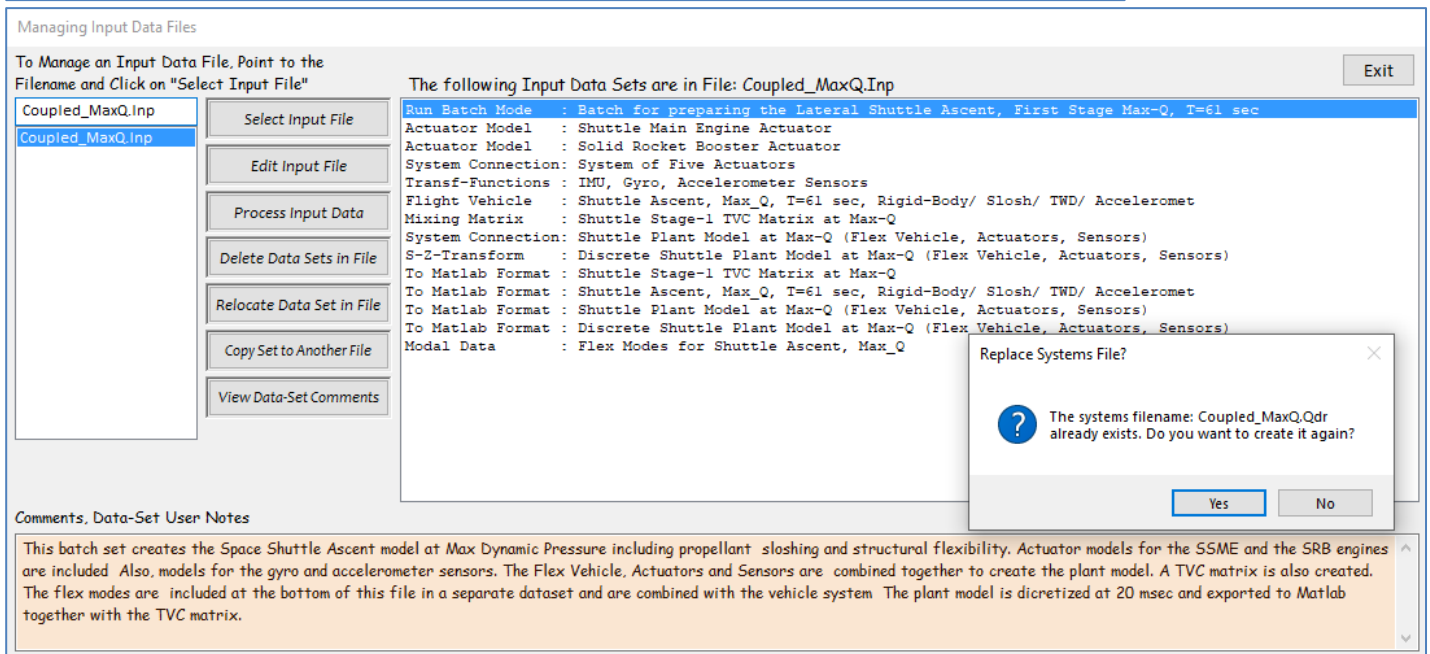 Managing Input Data Files
To Manage an Input Data File, Point to the
Filename and Click on "Select Input File"
The following Input Data Sets are in File: Coupled_MaxQ.Inp
Exit
Coupled_MaxQ.Inp
Coupled_MaxQ.Inp
Select Input File
Edit Input File
Process Input Data
Delete Data Sets in File
Relocate Data Set in File
Copy Set to Another File
View Data-Set Comments
Run Batch Mode : Batch for preparing the Lateral Shuttle Ascent, First Stage Max-Q, T=61 sec
Actuator Model : Shuttle Main Engine Actuator
Actuator Model : Solid Rocket Booster Actuator
System Connection: System of Five Actuators
Transf-Functions : IMU, Gyro, Accelerometer Sensors
Flight Vehicle : Shuttle Ascent, Max_Q, T=61 sec, Rigid-Body/ Slosh/ TWD/ Acceleromet
Mixing Matrix : Shuttle Stage-1 TVC Matrix at Max-Q
System Connection: Shuttle Plant Model at Max-Q (Flex Vehicle, Actuators, Sensors)
S-Z-Transform : Discrete Shuttle Plant Model at Max-Q (Flex Vehicle, Actuators, Sensors)
To Matlab Format : Shuttle Stage-1 TVC Matrix at Max-Q
To Matlab Format : Shuttle Ascent, Max_Q, T=61 sec, Rigid-Body/ Slosh/ TWD/ Acceleromet
To Matlab Format : Shuttle Plant Model at Max-Q (Flex Vehicle, Actuators, Sensors)
To Matlab Format : Discrete Shuttle Plant Model at Max-Q (Flex Vehicle, Actuators, Sensors)
Modal Data : Flex Modes for Shuttle Ascent, Max_Q
Replace Systems File?
The systems filename: Coupled_MaxQ.Qdr
already exists. Do you want to create it again?
Yes
No
Comments, Data-Set User Notes
This batch set creates the Space Shuttle Ascent model at Max Dynamic Pressure including propellant sloshing and structural flexibility. Actuator models for the SSME and the SRB engines
are included Also, models for the gyro and accelerometer sensors. The Flex Vehicle, Actuators and Sensors are combined together to create the plant model. A TVC matrix is also created.
The flex modes are included at the bottom of this file in a separate dataset and are combined with the vehicle system The plant model is dicretized at 20 msec and exported to Matlab
together with the TVC matrix.